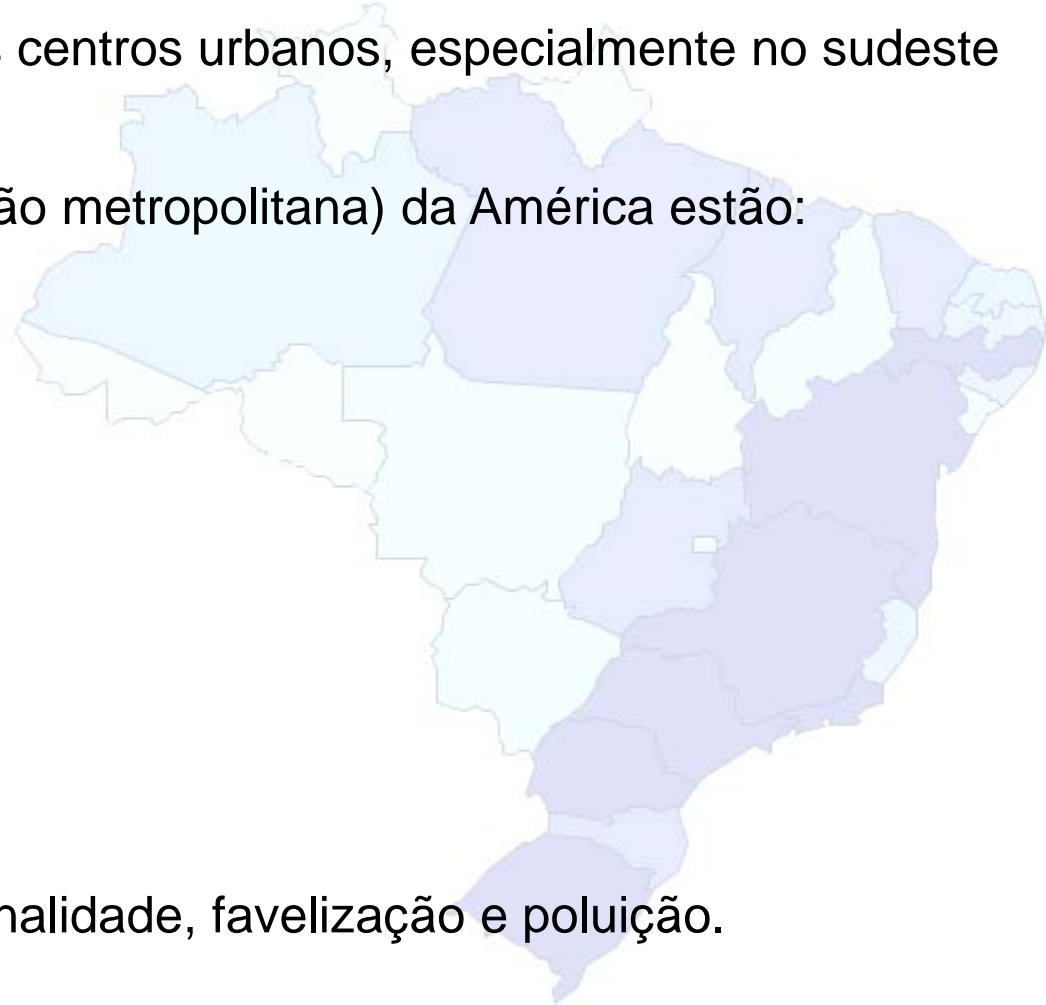 centros urbanos, especialmente no sudeste
ão metropolitana) da América estão:
nalidade, favelização e poluição.